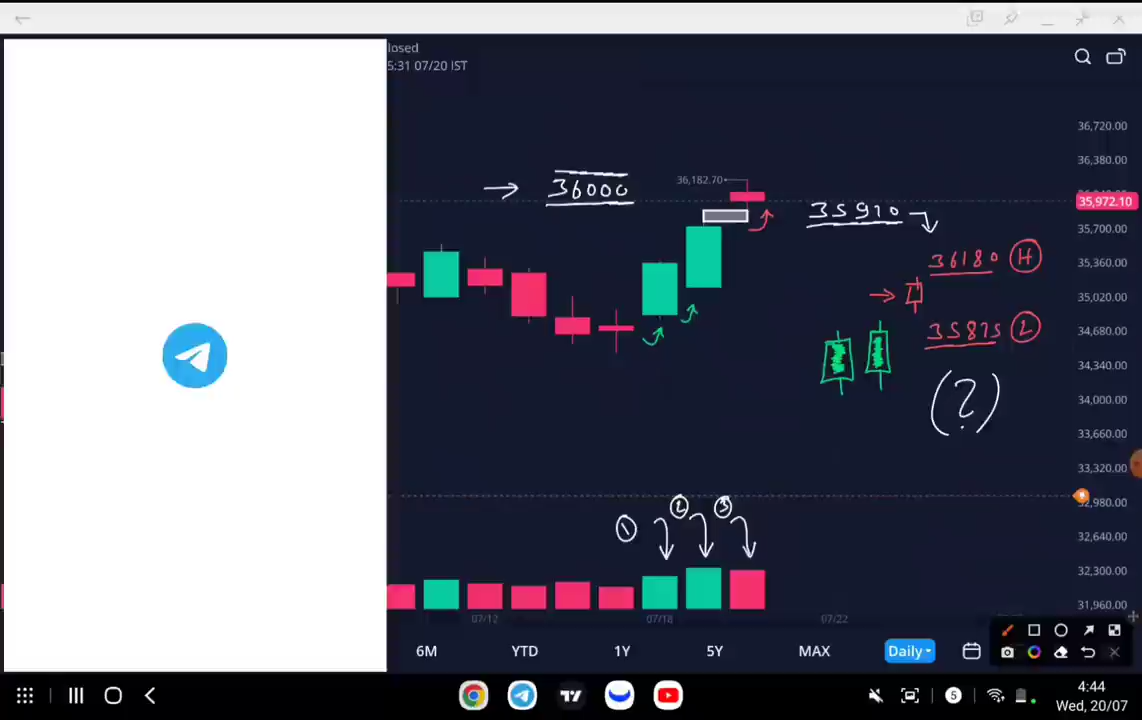 losed
5:31 07/20 IST
36,720.00
36,380.00
36000
36,182.70
35,972.10
35910
35,700.00
36180 H
35,360.00
35,020.00
35875 L
34,680.00
34,340.00
(?)
34,000.00
33,660.00
33,320.00
32,980.00
1 2 3
32,640.00
32,300.00
31,960.00
07/12
07/18
07/22
6M
YTD
1Y
5Y
MAX
Daily
5
4:44
Wed, 20/07